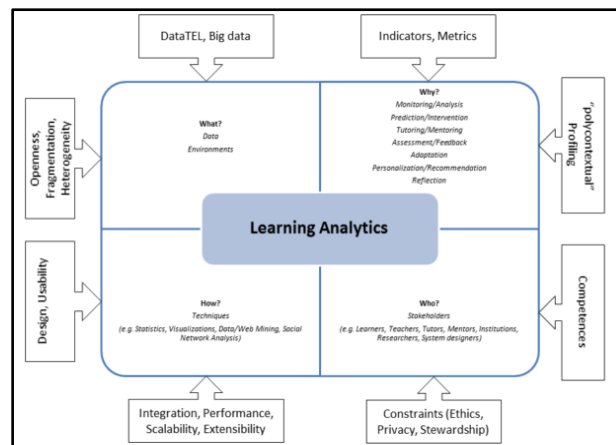 DataTEL, Big data
Indicators, Metrics
Openness,
Fragmentation,
Heterogeneity
What?
Data
Environments
Why?
Monitoring/Analysis
Prediction/Intervention
Tutoring/Mentoring
Assessment/Feedback
Adaptation
Personalization/Recommendation
Reflection
"polycontextual"
Profiling
Learning Analytics
Design, Usability
How?
Techniques
(e.g. Statistics, Visualizations, Data/Web Mining, Social
Network Analysis)
Who?
Stakeholders
(e.g. Learners, Teachers, Tutors, Mentors, Institutions,
Researchers, System designers)
Competences
Integration, Performance,
Scalability, Extensibility
Constraints (Ethics,
Privacy, Stewardship)